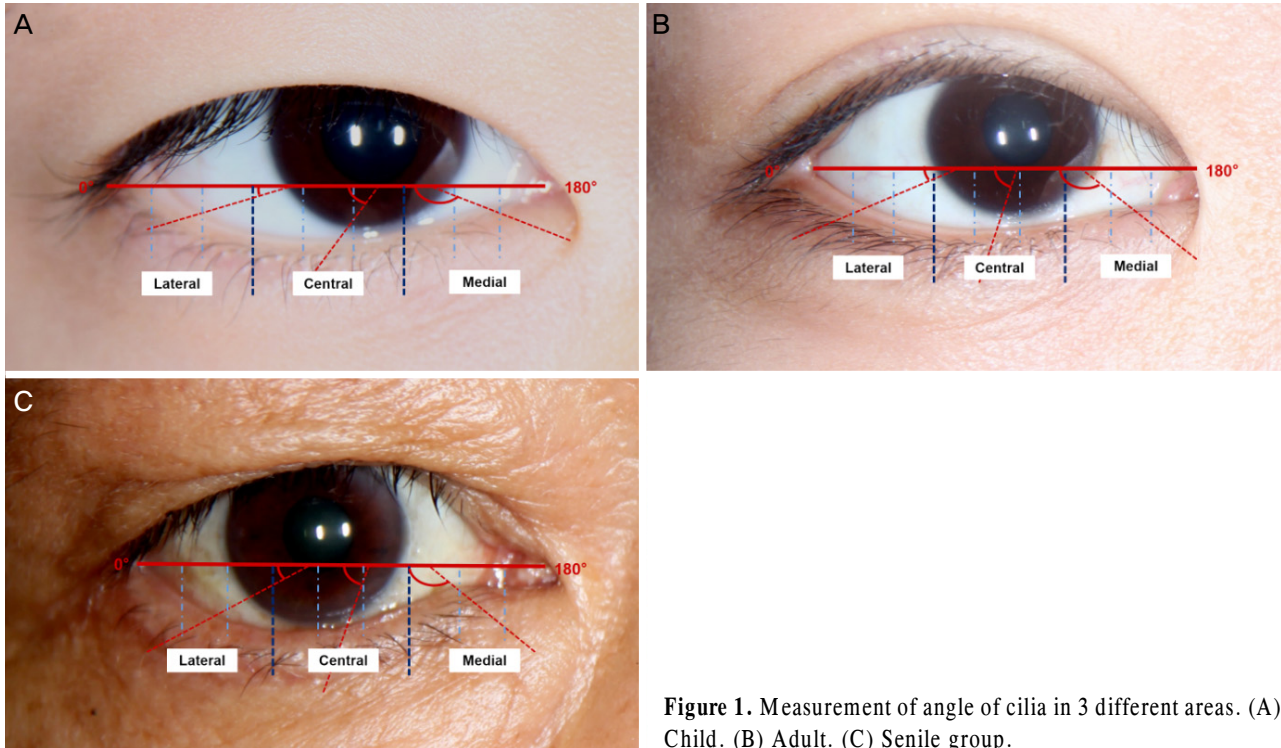 A
0°
180°
Lateral
Central
Medial
B
0°
180°
Lateral
Central
Medial
C
0°
180°
Lateral
Central
Medial
Figure 1. Measurement of angle of cilia in 3 different areas. (A)
Child. (B) Adult. (C) Senile group.